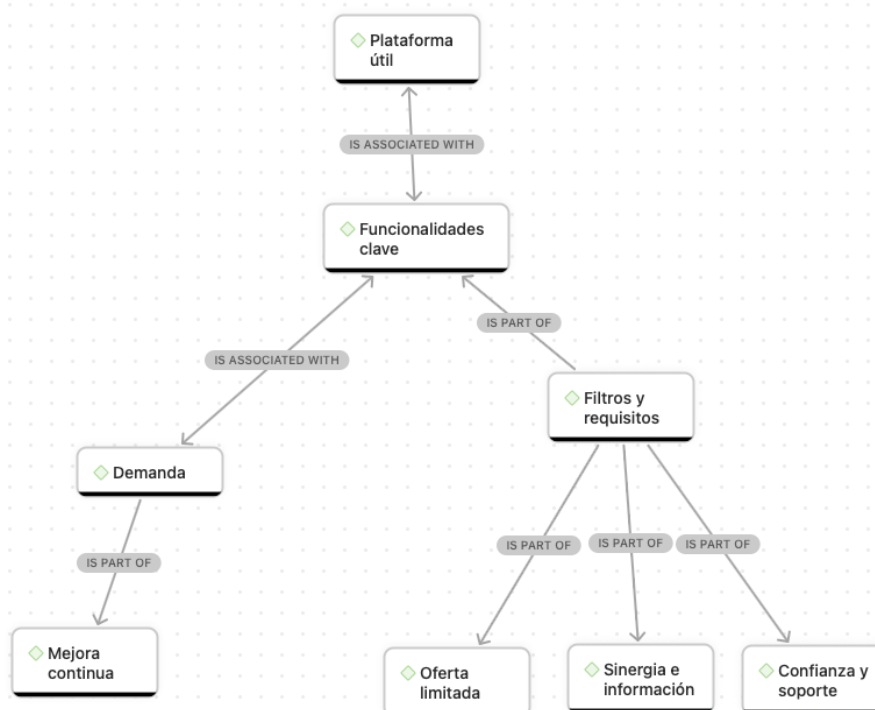 Plataforma
útil
IS ASSOCIATED WITH
Funcionalidades
clave
IS PART OF
IS ASSOCIATED WITH
Filtros y
requisitos
Demanda
IS PART OF
IS PART OF
IS PART OF
IS PART OF
Mejora
continua
Oferta
limitada
Sinergia e
información
Confianza y
soporte